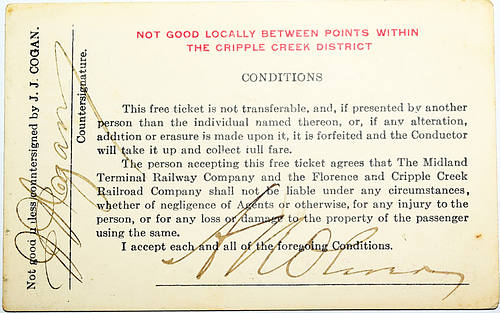 NOT GOOD LOCALLY BETWEEN POINTS WITHIN
THE CRIPPLE CREEK DISTRICT
CONDITIONS
This free ticket is not transferable, and, if presented by another
person than the individual named thereon, or, if any alteration,
addition or erasure is made upon it, it is forfeited and the Conductor
will take it up and collect full fare.
The person accepting this free ticket agrees that The Midland
Terminal Railway Company and the Florence and Cripple Creek
Railroad Company shall not be liable under any circumstances,
whether of negligence of Agents or otherwise, for any injury to the
person, or for any loss or damage to the property of the passenger
using the same.
I accept each and all of the foregoing Conditions.
Not good unless countersigned by J. J. COGAN.
J J Cogan
Countersignature.